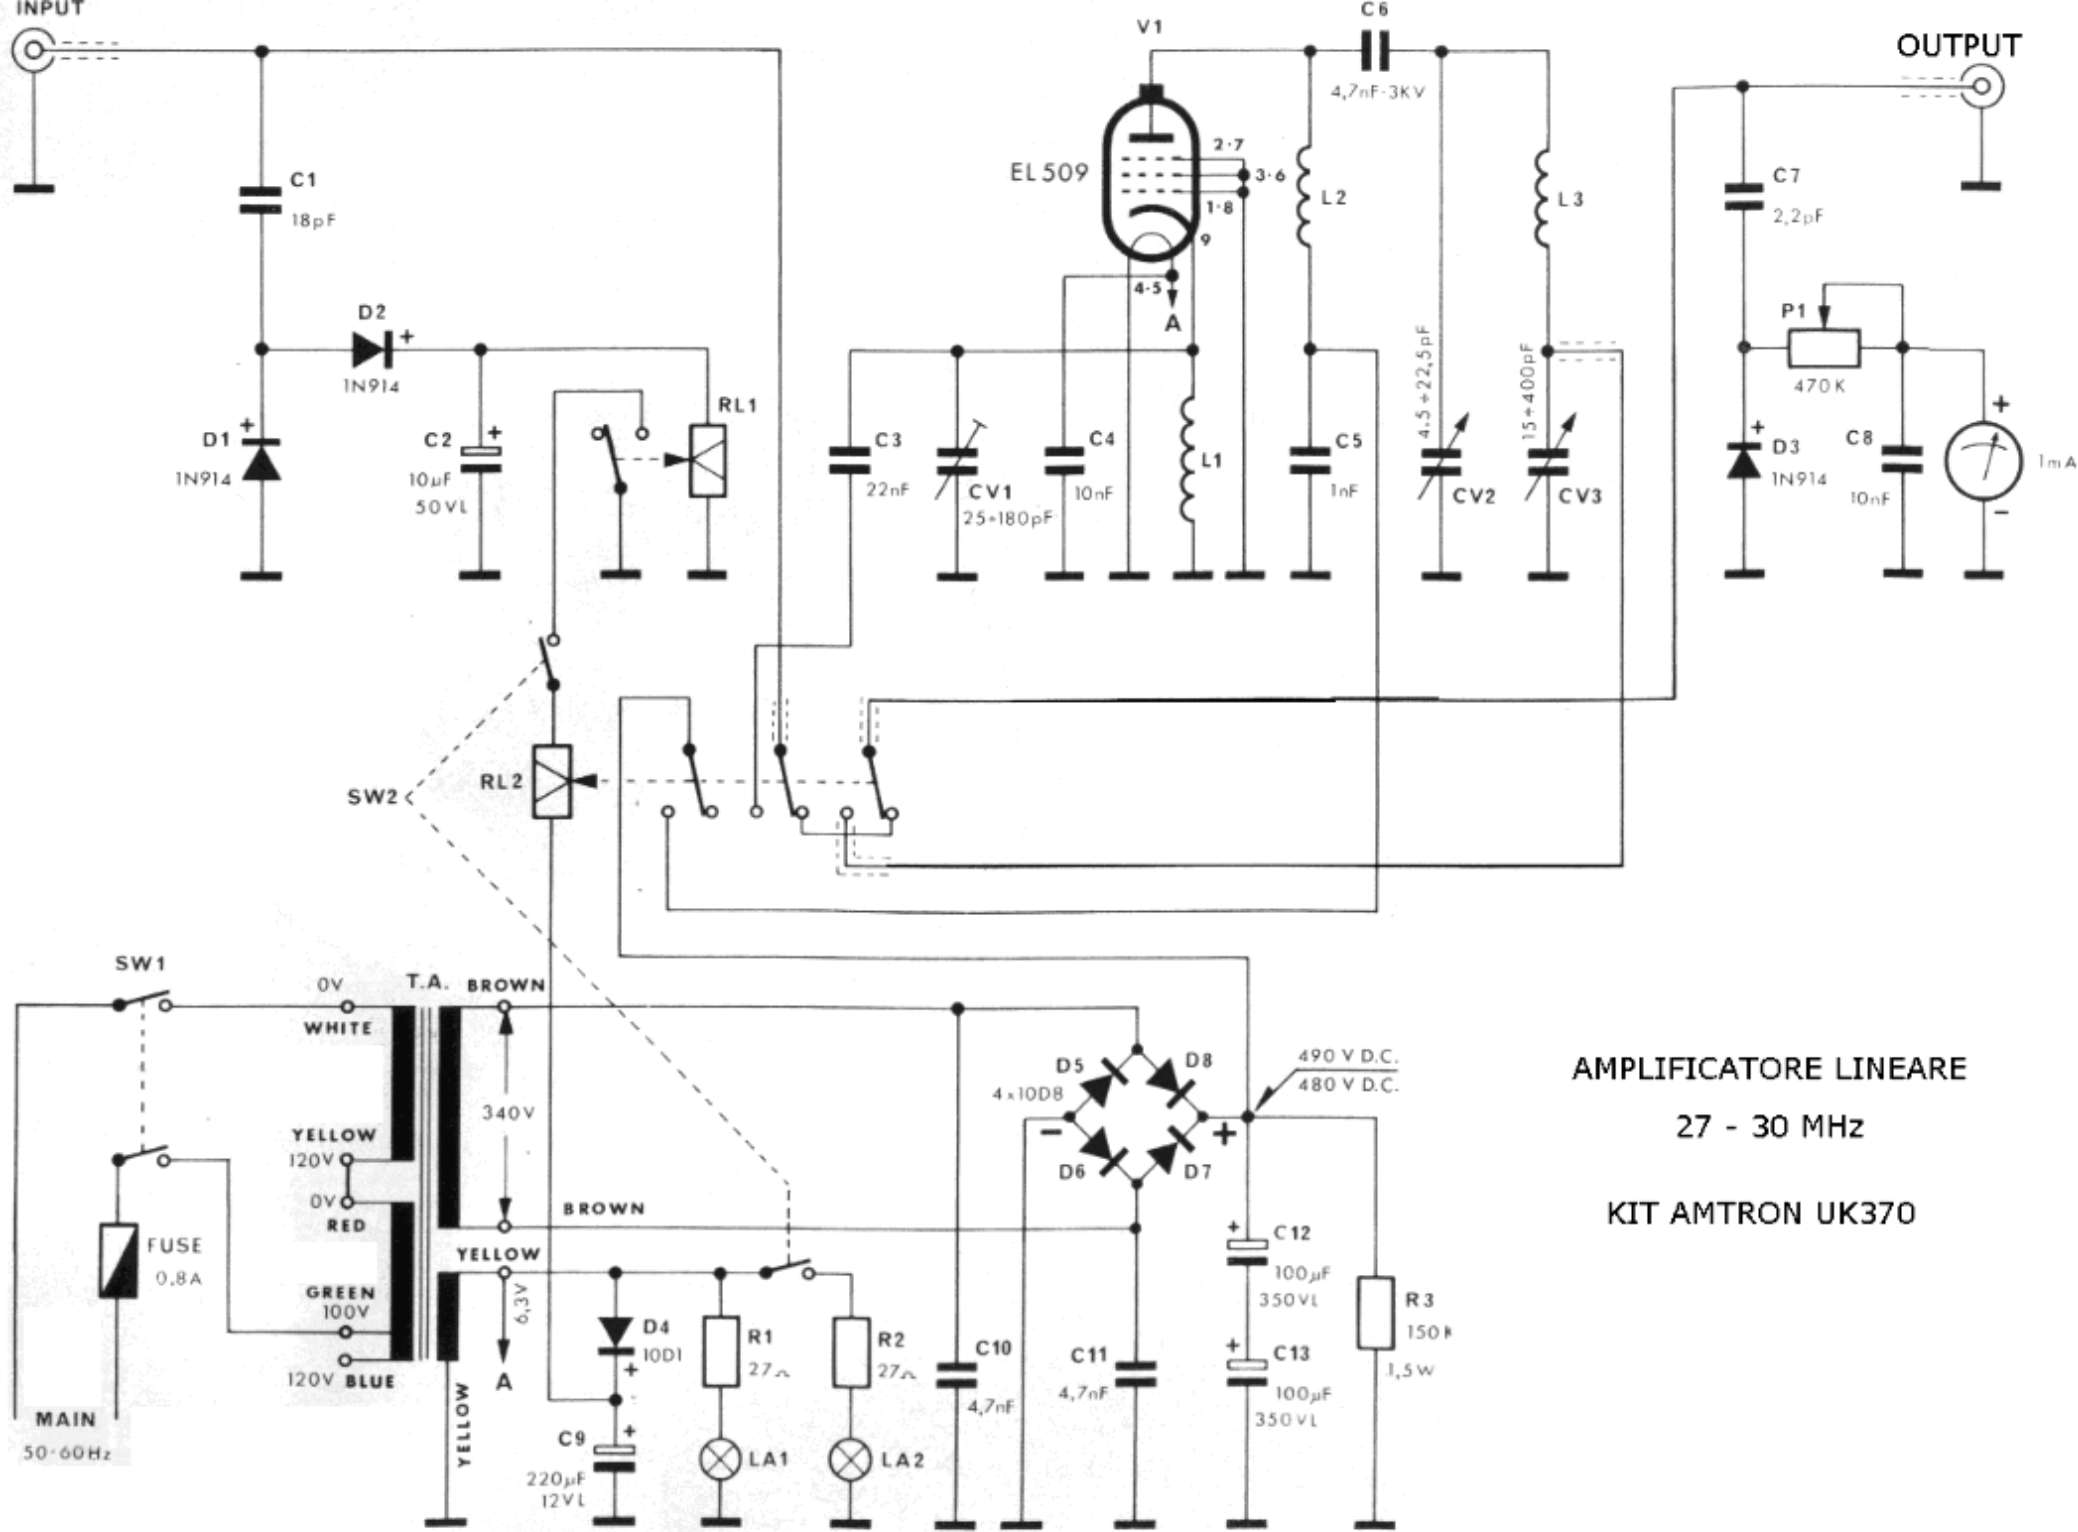 INPUT
V1
C6
OUTPUT
4,7nF-3KV
C1
18pF
EL509
2·7
3·6
1·8
9
L2
L3
C7
2,2pF
4·5
A
D2
+
1N914
P1
470K
RL1
4.5÷22,5pF
15÷400pF
+
D1
1N914
C2
+
10µF
50VL
C3
22nF
CV1
25÷180pF
C4
10nF
L1
C5
1nF
CV2
CV3
+
D3
1N914
C8
10nF
+
1mA
−
SW2
RL2
SW1
0V
WHITE
T.A.
BROWN
340V
YELLOW
120V
0V
RED
BROWN
YELLOW
6,3V
A
FUSE
0.8A
GREEN
100V
120V BLUE
YELLOW
MAIN
50-60Hz
D5
D8
4x10D8
−
+
D6
D7
490 V D.C.
480 V D.C.
AMPLIFICATORE LINEARE
27 - 30 MHz
KIT AMTRON UK370
D4
10D1
+
R1
27Ω
R2
27Ω
C9
+
220µF
12VL
LA1
LA2
C10
4,7nF
C11
4,7nF
+
C12
100µF
350VL
+
C13
100µF
350VL
R3
150K
1,5W